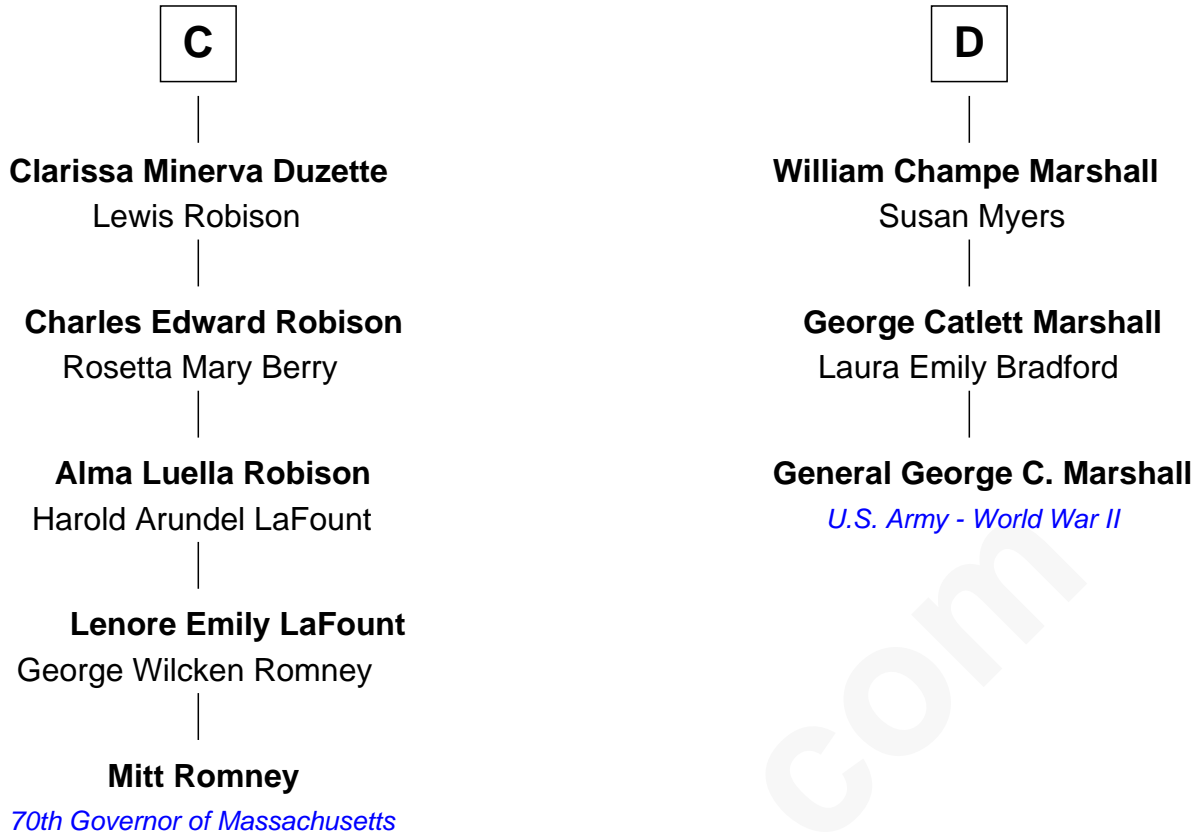 C
Clarissa Minerva Duzette
Lewis Robison
Charles Edward Robison
Rosetta Mary Berry
Alma Luella Robison
Harold Arundel LaFount
Lenore Emily LaFount
George Wilcken Romney
Mitt Romney
70th Governor of Massachusetts
D
William Champe Marshall
Susan Myers
George Catlett Marshall
Laura Emily Bradford
General George C. Marshall
U.S. Army - World War II
com